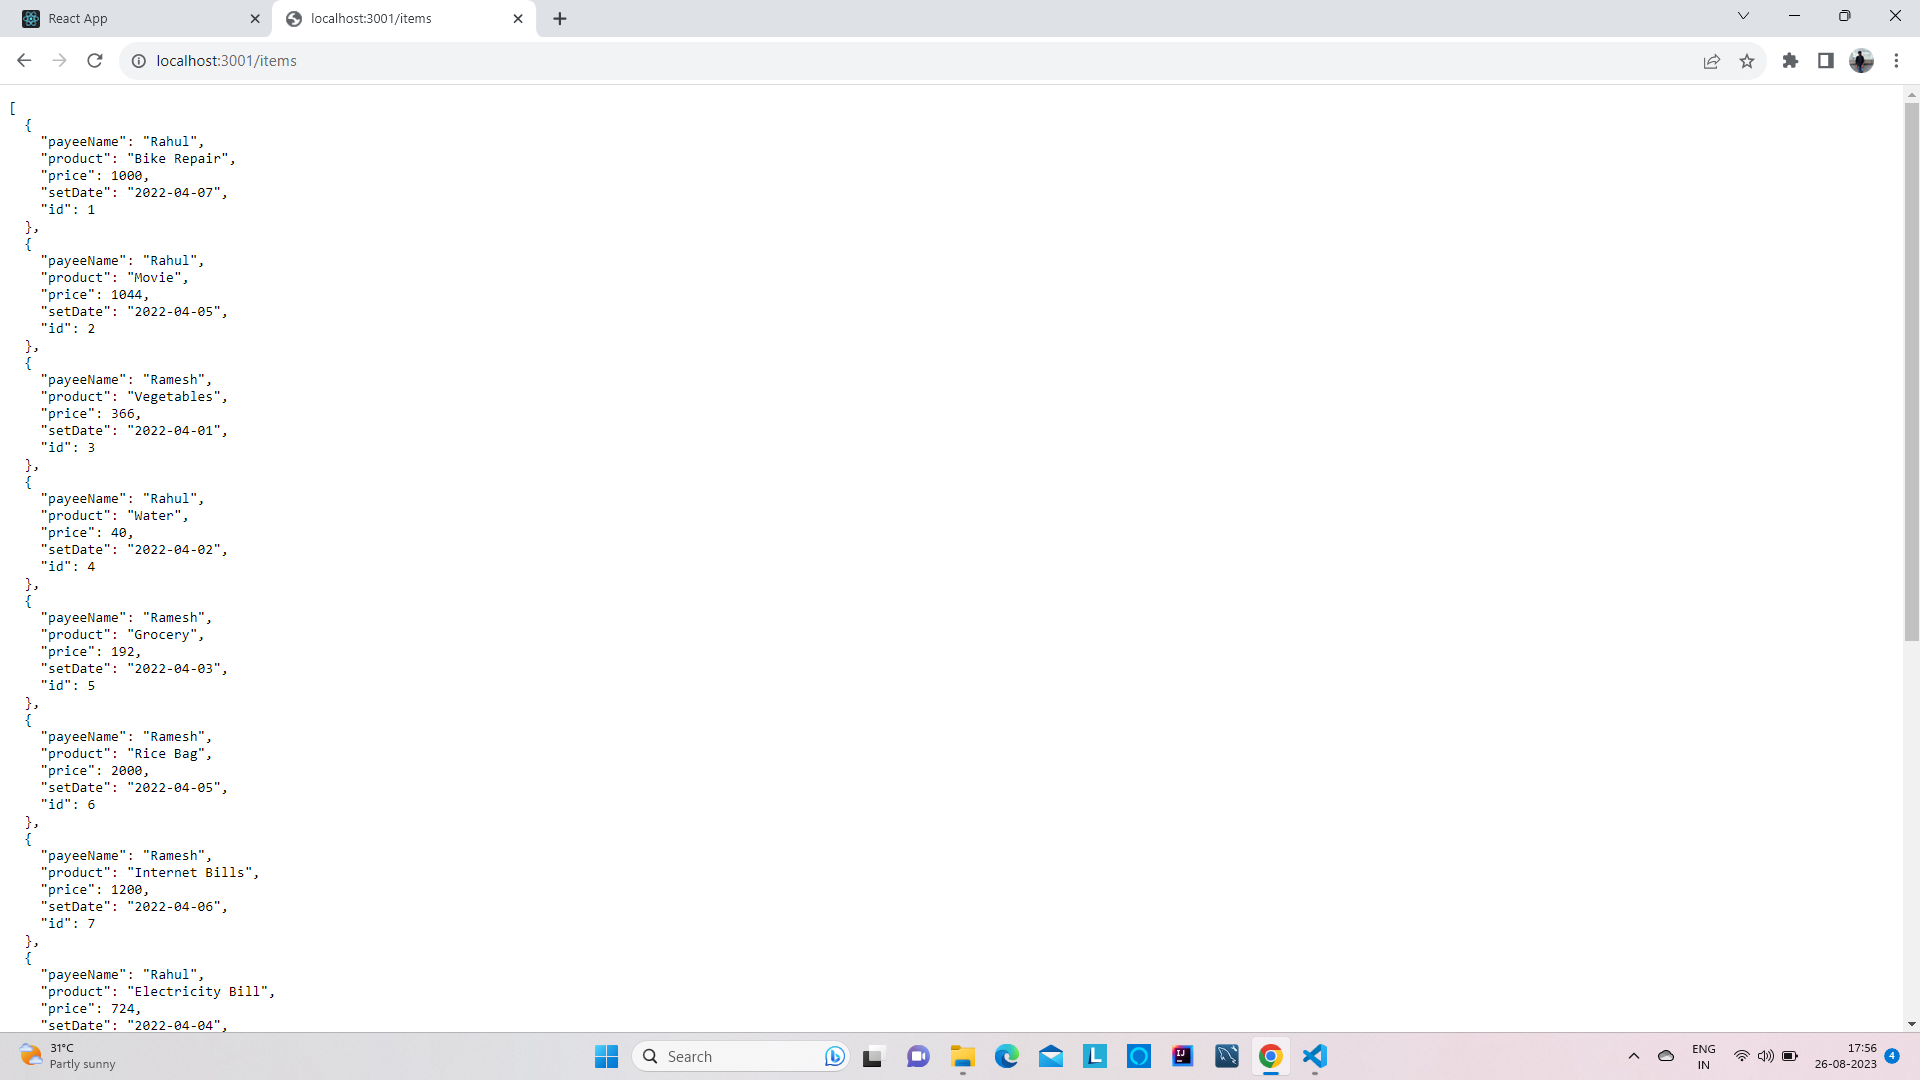 React App
localhost:3001/items
localhost:3001/items
[
{
"payeeName": "Rahul",
"product": "Bike Repair",
"price": 1000,
"setDate": "2022-04-07",
"id": 1
},
{
"payeeName": "Rahul",
"product": "Movie",
"price": 1044,
"setDate": "2022-04-05",
"id": 2
},
{
"payeeName": "Ramesh",
"product": "Vegetables",
"price": 366,
"setDate": "2022-04-01",
"id": 3
},
{
"payeeName": "Rahul",
"product": "Water",
"price": 40,
"setDate": "2022-04-02",
"id": 4
},
{
"payeeName": "Ramesh",
"product": "Grocery",
"price": 192,
"setDate": "2022-04-03",
"id": 5
},
{
"payeeName": "Ramesh",
"product": "Rice Bag",
"price": 2000,
"setDate": "2022-04-05",
"id": 6
},
{
"payeeName": "Ramesh",
"product": "Internet Bills",
"price": 1200,
"setDate": "2022-04-06",
"id": 7
},
{
"payeeName": "Rahul",
"product": "Electricity Bill",
"price": 724,
"setDate": "2022-04-04",
31°C
Partly sunny
Search
L
IJ
ENG
IN
17:56
26-08-2023
4